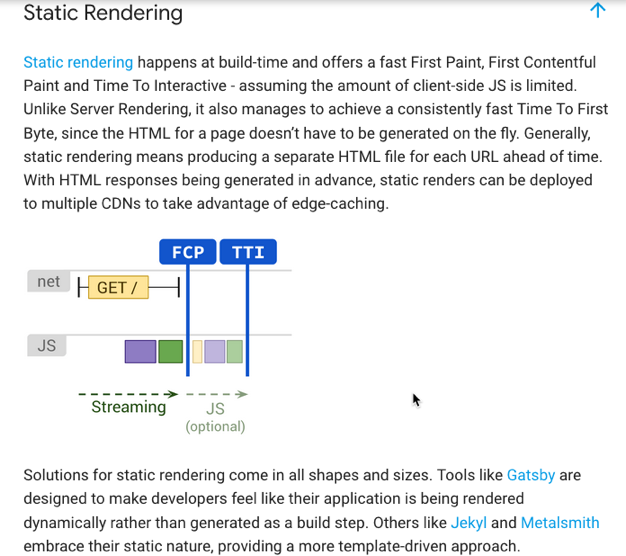 Static Rendering
Static rendering happens at build-time and offers a fast First Paint, First Contentful
Paint and Time To Interactive - assuming the amount of client-side JS is limited.
Unlike Server Rendering, it also manages to achieve a consistently fast Time To First
Byte, since the HTML for a page doesn’t have to be generated on the fly. Generally,
static rendering means producing a separate HTML file for each URL ahead of time.
With HTML responses being generated in advance, static renders can be deployed
to multiple CDNs to take advantage of edge-caching.
FCP TTI
net GET /
JS
Streaming JS
(optional)
Solutions for static rendering come in all shapes and sizes. Tools like Gatsby are
designed to make developers feel like their application is being rendered
dynamically rather than generated as a build step. Others like Jekyl and Metalsmith
embrace their static nature, providing a more template-driven approach.